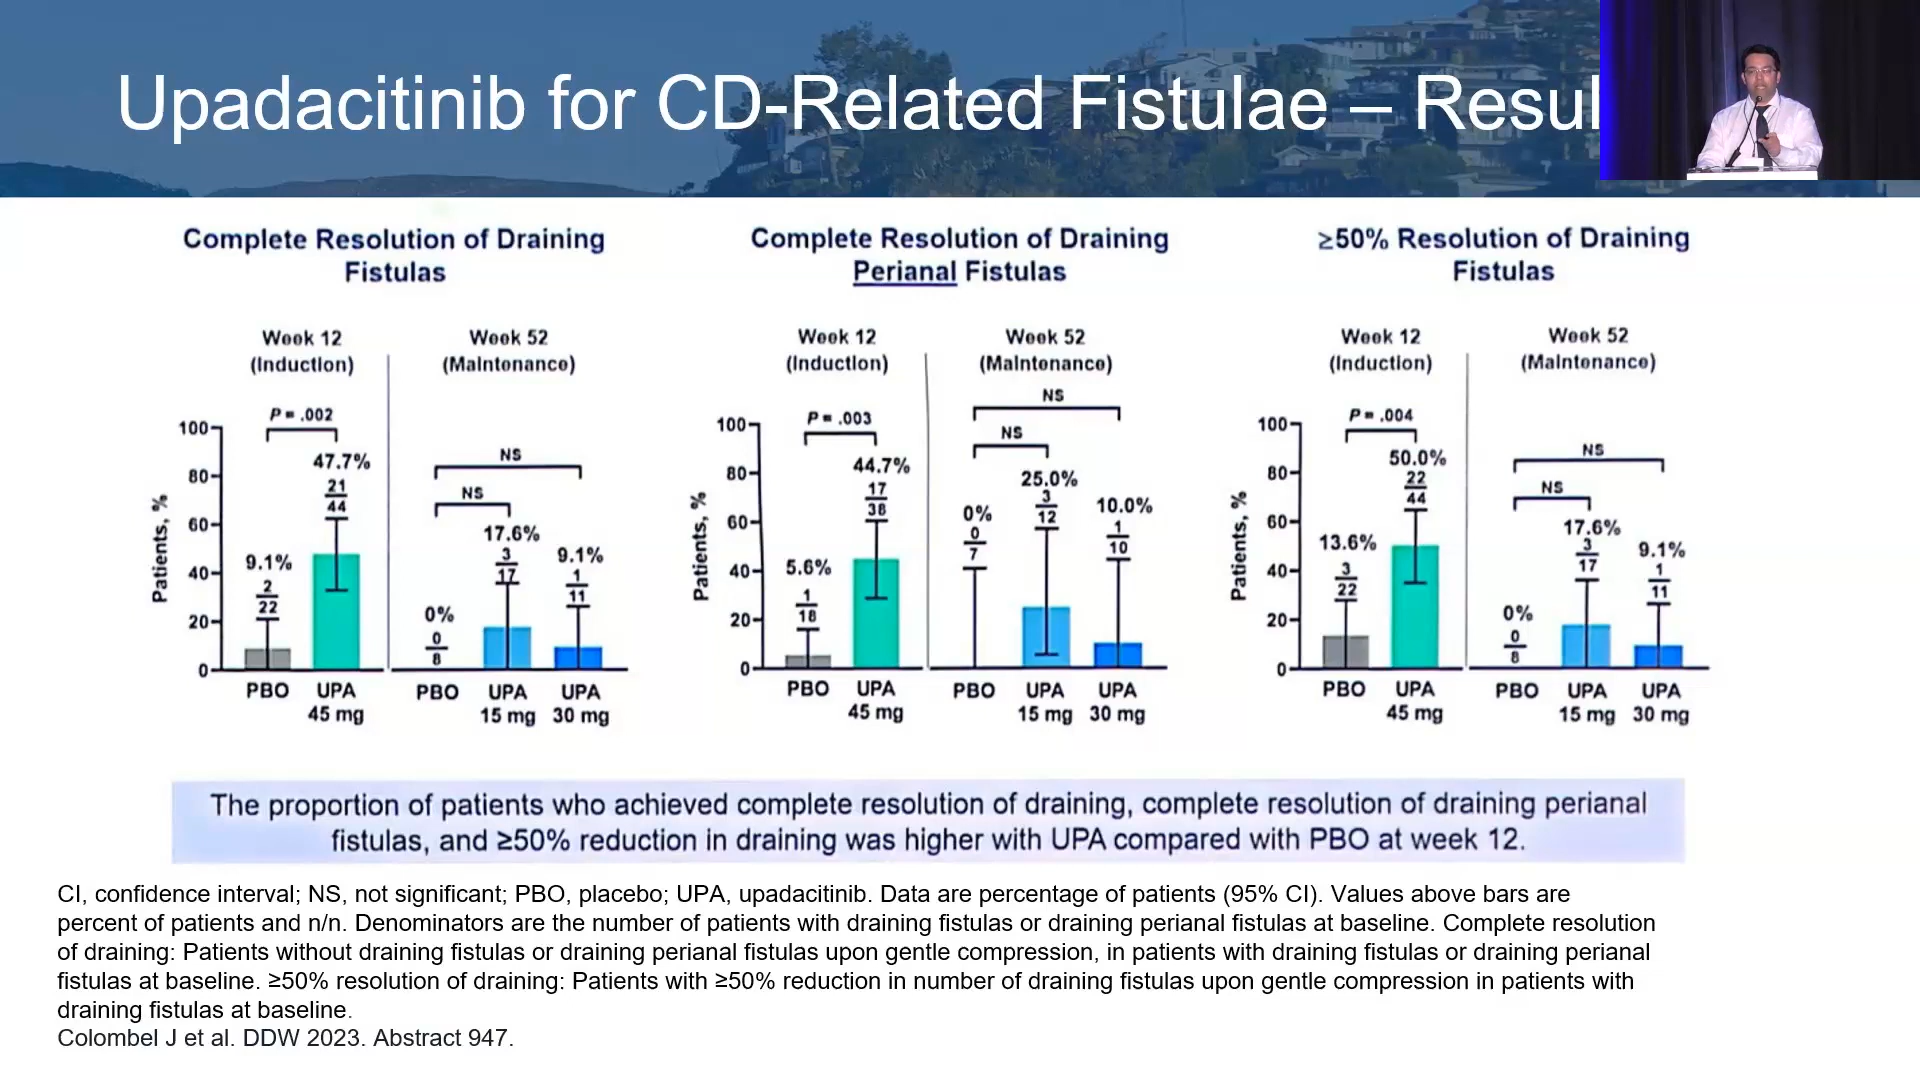 Upadacitinib for CD-Related Fistulae – Resul
Complete Resolution of Draining
Fistulas
Week 12
(Induction)
Week 52
(Maintenance)
Patients, %
100
80
60
40
20
0
P = .002
9.1%
2
22
47.7%
21
44
NS
NS
0%
0
8
17.6%
3
17
9.1%
1
11
PBO
UPA
45 mg
PBO
UPA
15 mg
UPA
30 mg
Complete Resolution of Draining
Perianal Fistulas
Week 12
(Induction)
Week 52
(Maintenance)
Patients, %
100
80
60
40
20
0
P = .003
5.6%
1
18
44.7%
17
38
NS
NS
0%
0
7
25.0%
3
12
10.0%
1
10
PBO
UPA
45 mg
PBO
UPA
15 mg
UPA
30 mg
≥50% Resolution of Draining
Fistulas
Week 12
(Induction)
Week 52
(Maintenance)
Patients, %
100
80
60
40
20
0
P = .004
13.6%
3
22
50.0%
22
44
NS
NS
0%
0
8
17.6%
3
17
9.1%
1
11
PBO
UPA
45 mg
PBO
UPA
15 mg
UPA
30 mg
The proportion of patients who achieved complete resolution of draining, complete resolution of draining perianal
fistulas, and ≥50% reduction in draining was higher with UPA compared with PBO at week 12.
CI, confidence interval; NS, not significant; PBO, placebo; UPA, upadacitinib. Data are percentage of patients (95% CI). Values above bars are
percent of patients and n/n. Denominators are the number of patients with draining fistulas or draining perianal fistulas at baseline. Complete resolution
of draining: Patients without draining fistulas or draining perianal fistulas upon gentle compression, in patients with draining fistulas or draining perianal
fistulas at baseline. ≥50% resolution of draining: Patients with ≥50% reduction in number of draining fistulas upon gentle compression in patients with
draining fistulas at baseline.
Colombel J et al. DDW 2023. Abstract 947.